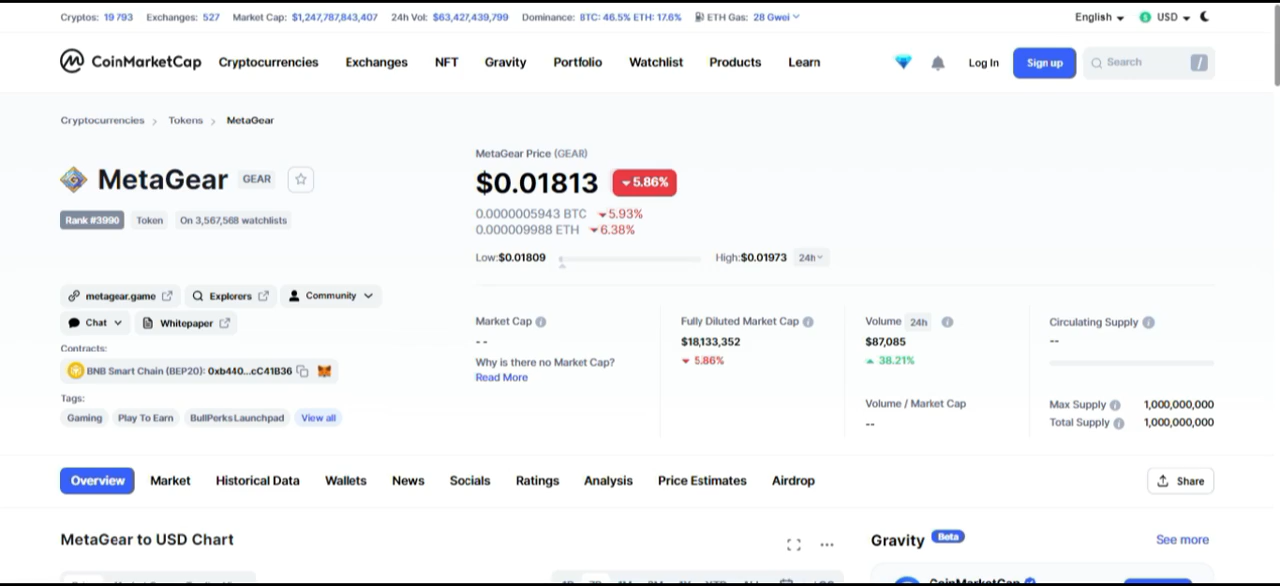 Cryptos: 19 793 Exchanges: 527 Market Cap: $1,247,787,843,407 24h Vol: $63,427,439,799 Dominance: BTC: 46.5% ETH: 17.6% ETH Gas: 28 Gwei English USD
CoinMarketCap Cryptocurrencies Exchanges NFT Gravity Portfolio Watchlist Products Learn Log In Sign up Search /
Cryptocurrencies Tokens MetaGear
MetaGear GEAR
Rank #3990 Token On 3,567,568 watchlists
MetaGear Price (GEAR)
$0.01813 5.86%
0.0000005943 BTC 5.93%
0.000009988 ETH 6.38%
Low:$0.01809 High:$0.01973 24h
metagear.game Explorers Community
Chat Whitepaper
Contracts:
BNB Smart Chain (BEP20): 0xb440...cC41B36
Tags:
Gaming Play To Earn BullPerks Launchpad View all
Market Cap
--
Why is there no Market Cap?
Read More
Fully Diluted Market Cap
$18,133,352
5.86%
Volume 24h
$87,085
38.21%
Volume / Market Cap
--
Circulating Supply
--
Max Supply 1,000,000,000
Total Supply 1,000,000,000
Overview Market Historical Data Wallets News Socials Ratings Analysis Price Estimates Airdrop Share
MetaGear to USD Chart
Gravity Beta See more
CoinMarketCap